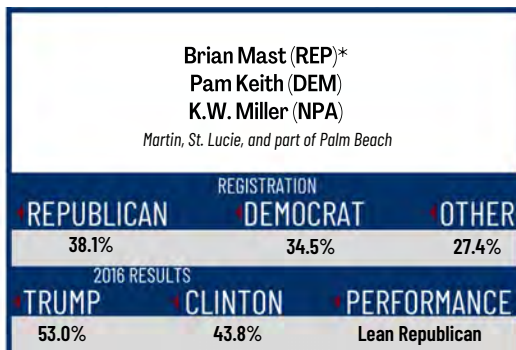 Brian Mast (REP)*
Pam Keith (DEM)
K.W. Miller (NPA)
Martin, St. Lucie, and part of Palm Beach
REGISTRATION
REPUBLICAN DEMOCRAT OTHER
38.1% 34.5% 27.4%
2016 RESULTS
TRUMP CLINTON PERFORMANCE
53.0% 43.8% Lean Republican